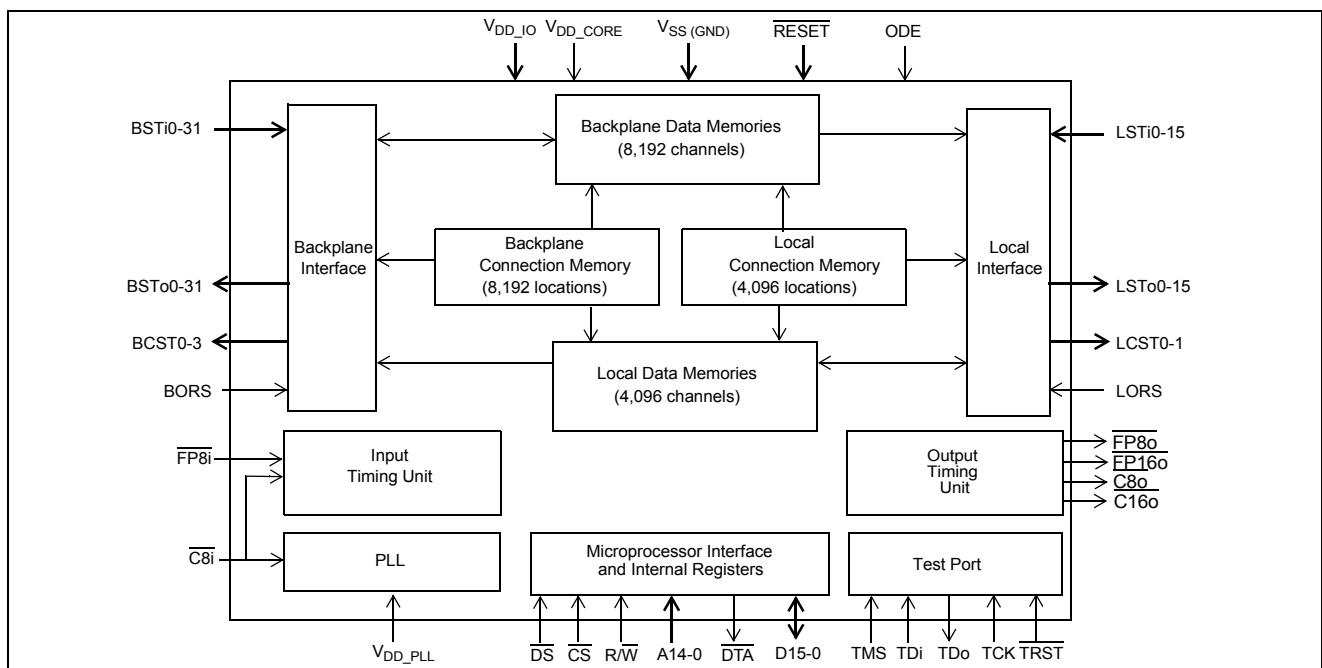 VDD_IO VDD_CORE VSS (GND) RESET ODE
BSTi0-31
Backplane Data Memories
(8,192 channels)
LSTi0-15
Backplane
Interface
Backplane
Connection Memory
(8,192 locations)
Local
Connection Memory
(4,096 locations)
Local
Interface
BSTo0-31
LSTo0-15
BCST0-3
LCST0-1
Local Data Memories
(4,096 channels)
BORS
LORS
FP8i
Input
Timing Unit
Output
Timing
Unit
FP8o
FP16o
C8o
C16o
C8i
PLL
Microprocessor Interface
and Internal Registers
Test Port
VDD_PLL
DS CS R/W A14-0 DTA D15-0 TMS TDi TDo TCK TRST